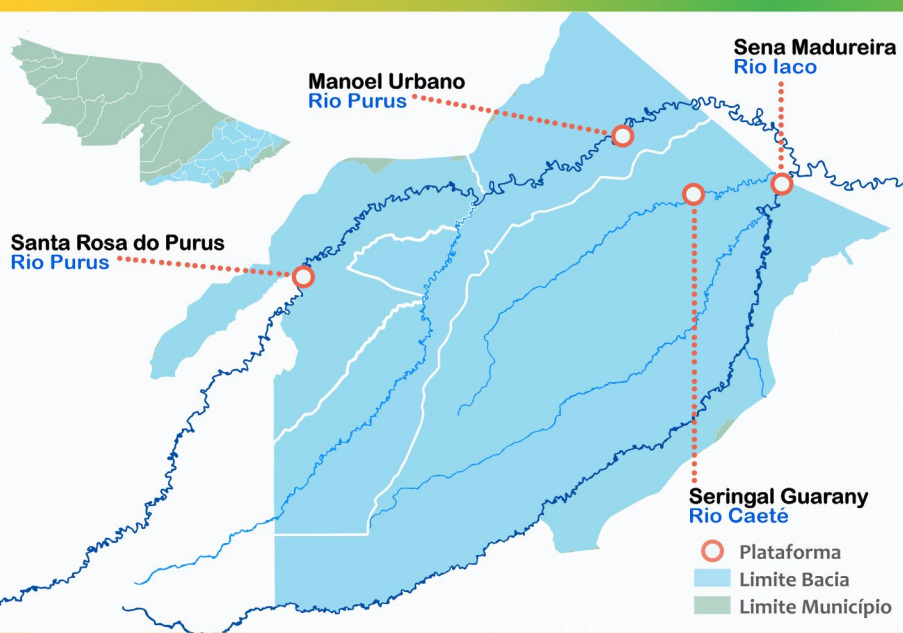 Sena Madureira
Rio Iaco
Manoel Urbano
Rio Purus
Santa Rosa do Purus
Rio Purus
Seringal Guarany
Rio Caeté
Plataforma
Limite Bacia
Limite Município